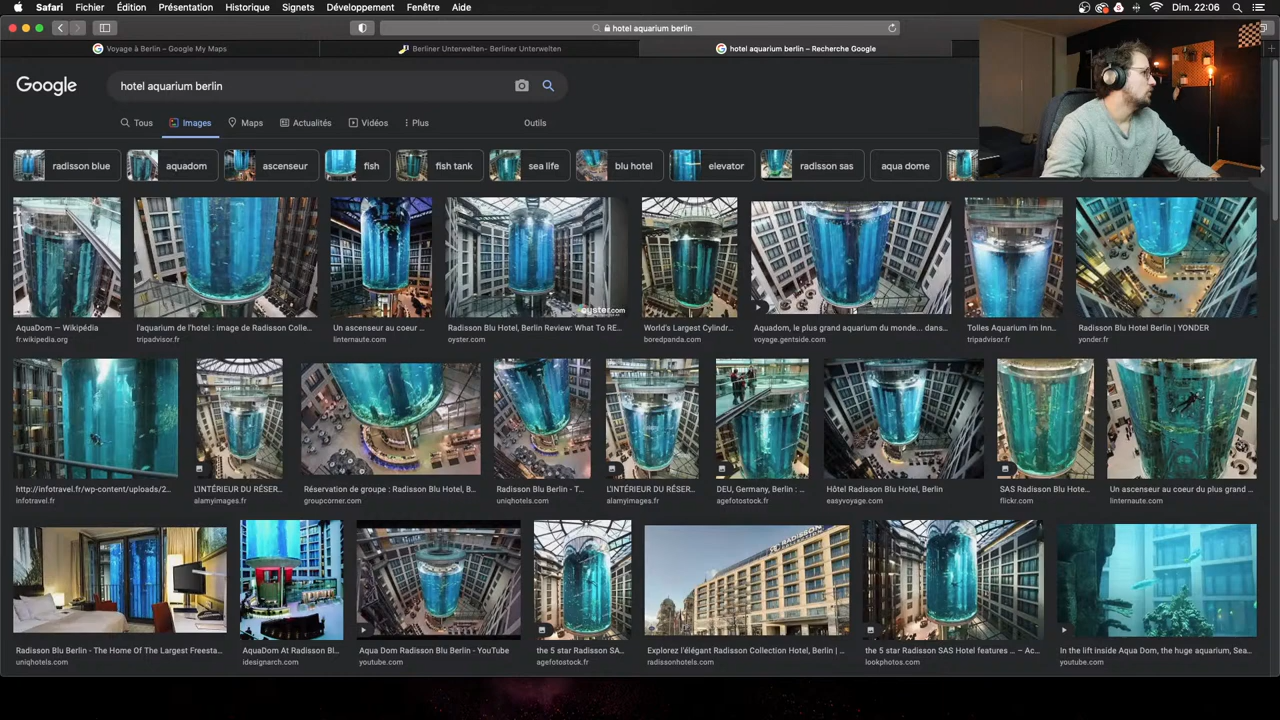 Safari Fichier Édition Présentation Historique Signets Développement Fenêtre Aide Dim. 22:06
hotel aquarium berlin
Voyage à Berlin – Google My Maps
Berliner Unterwelten- Berliner Unterwelten
hotel aquarium berlin – Recherche Google
Google
hotel aquarium berlin
Tous Images Maps Actualités Vidéos Plus Outils
radisson blue aquadom ascenseur fish fish tank sea life blu hotel elevator radisson sas aqua dome
AquaDom — Wikipédia
fr.wikipedia.org
l'aquarium de l'hotel : image de Radisson Colle...
tripadvisor.fr
Un ascenseur au coeur ...
linternaute.com
oyster.com
Radisson Blu Hotel, Berlin Review: What To RE...
oyster.com
World's Largest Cylindr...
boredpanda.com
Aquadom, le plus grand aquarium du monde... dans...
voyage.gentside.com
Tolles Aquarium im Inn...
tripadvisor.fr
Radisson Blu Hotel Berlin | YONDER
yonder.fr
http://infotravel.fr/wp-content/uploads/2...
infotravel.fr
L'INTÉRIEUR DU RÉSER...
alamyimages.fr
Réservation de groupe : Radisson Blu Hotel, B...
groupcorner.com
Radisson Blu Berlin - T...
uniqhotels.com
L'INTÉRIEUR DU RÉSER...
alamyimages.fr
DEU, Germany, Berlin : ...
agefotostock.fr
Hôtel Radisson Blu Hotel, Berlin
easyvoyage.com
SAS Radisson Blu Hote...
flickr.com
Un ascenseur au coeur du plus grand ...
linternaute.com
Radisson Blu Berlin - The Home Of The Largest Freesta...
uniqhotels.com
AquaDom At Radisson Bl...
idesignarch.com
Aqua Dom Radisson Blu Berlin - YouTube
youtube.com
the 5 star Radisson SA...
agefotostock.fr
Explorez l'élégant Radisson Collection Hotel, Berlin | ...
radissonhotels.com
the 5 star Radisson SAS Hotel features ... – Ac...
lookphotos.com
In the lift inside Aqua Dom, the huge aquarium, Sea...
youtube.com